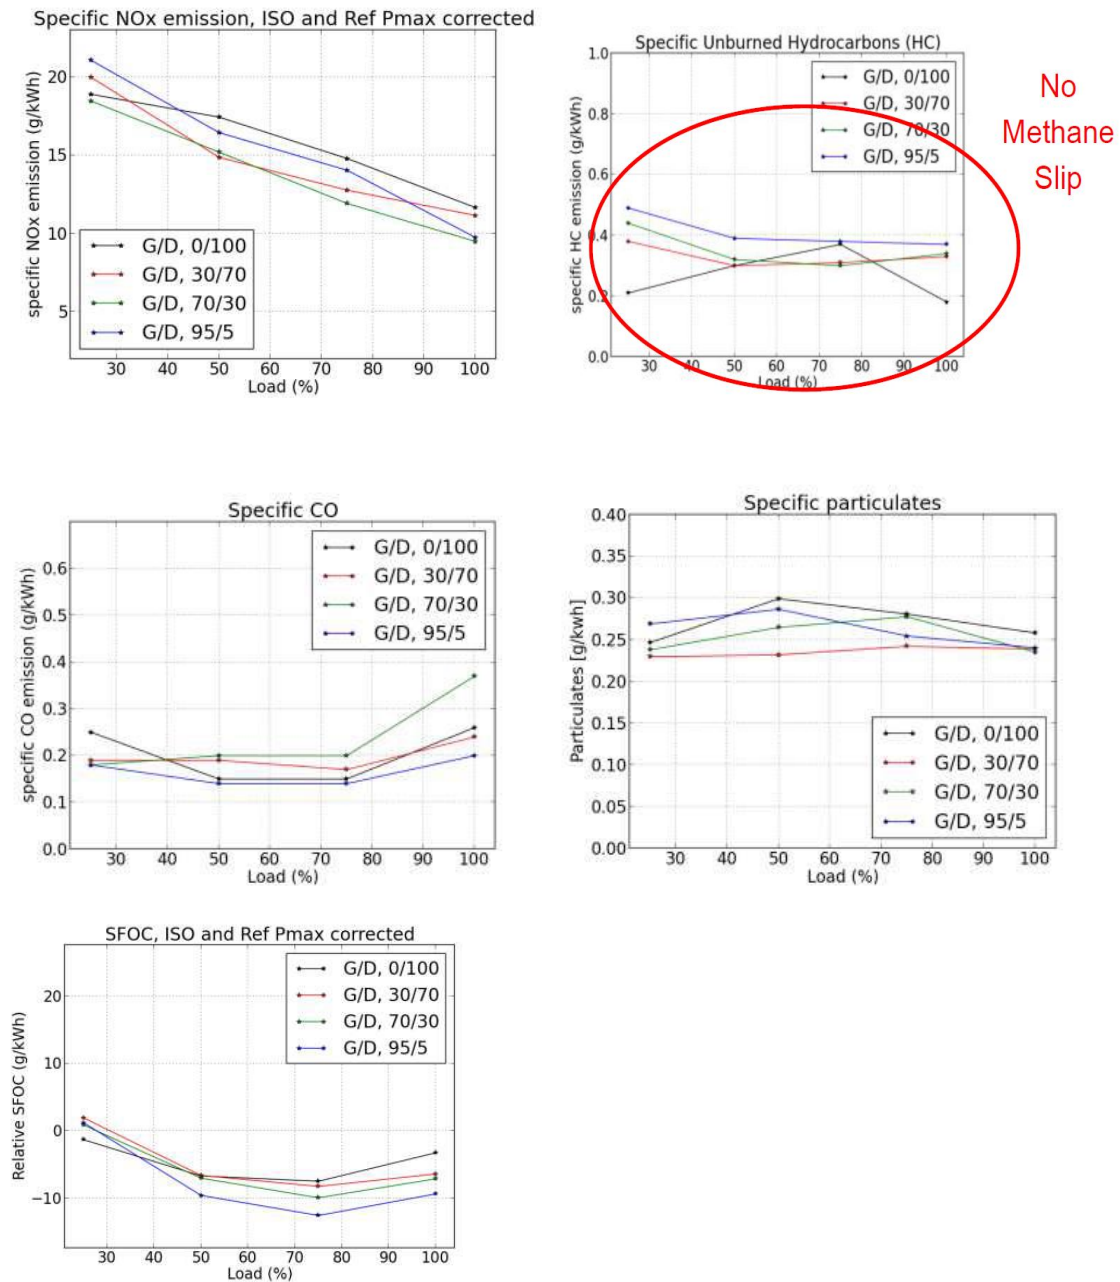 Specific NOx emission, ISO and Ref Pmax corrected
specific NOx emission (g/kWh)
20
15
10
5
G/D, 0/100
G/D, 30/70
G/D, 70/30
G/D, 95/5
30 40 50 60 70 80 90 100
Load (%)
Specific Unburned Hydrocarbons (HC)
specific HC emission (g/kWh)
1.0
0.8
0.6
0.4
0.2
0.0
G/D, 0/100
G/D, 30/70
G/D, 70/30
G/D, 95/5
30 40 50 60 70 80 90 100
Load (%)
No
Methane
Slip
Specific CO
specific CO emission (g/kWh)
0.6
0.5
0.4
0.3
0.2
0.1
0.0
G/D, 0/100
G/D, 30/70
G/D, 70/30
G/D, 95/5
30 40 50 60 70 80 90 100
Load (%)
Specific particulates
Particulates [g/kwh]
0.40
0.35
0.30
0.25
0.20
0.15
0.10
0.05
0.00
G/D, 0/100
G/D, 30/70
G/D, 70/30
G/D, 95/5
30 40 50 60 70 80 90 100
Load (%)
SFOC, ISO and Ref Pmax corrected
Relative SFOC (g/kWh)
20
10
0
−10
G/D, 0/100
G/D, 30/70
G/D, 70/30
G/D, 95/5
30 40 50 60 70 80 90 100
Load (%)